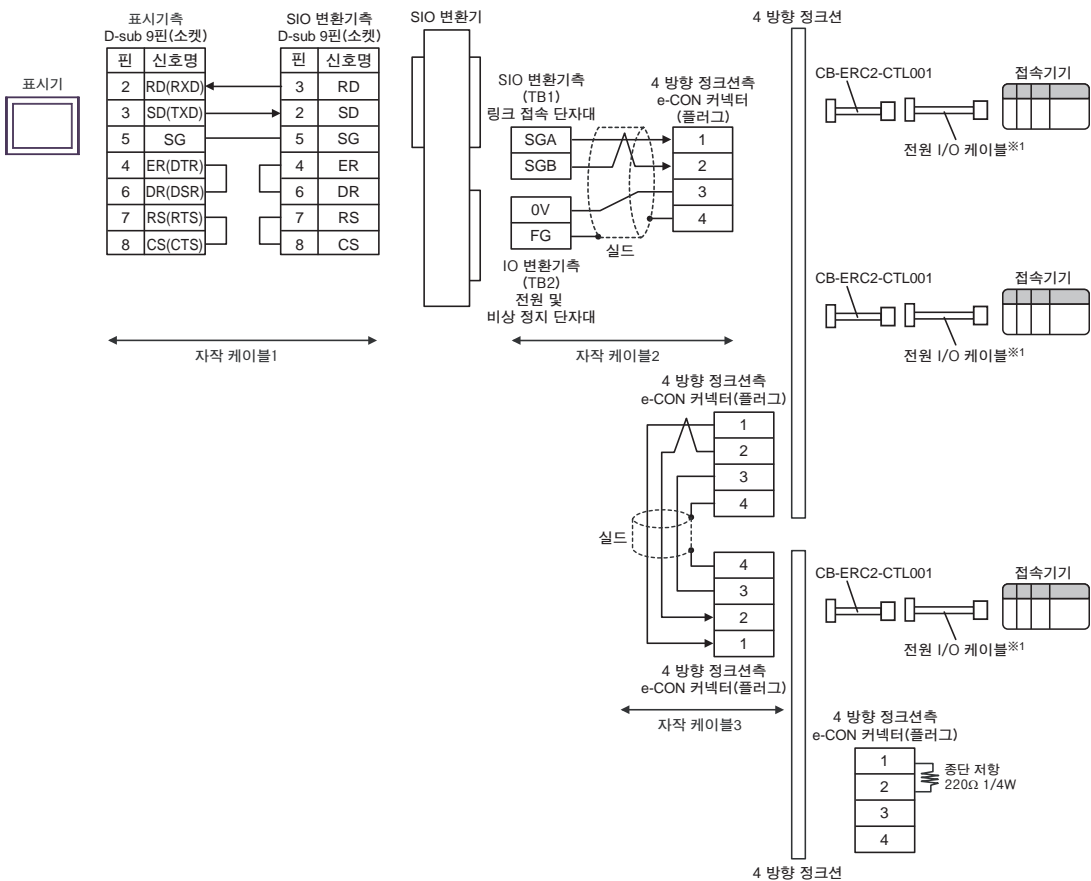 표시기
표시기측
D-sub 9핀(소켓)
핀 신호명
2 RD(RXD)
3 SD(TXD)
5 SG
4 ER(DTR)
6 DR(DSR)
7 RS(RTS)
8 CS(CTS)
SIO 변환기측
D-sub 9핀(소켓)
핀 신호명
3 RD
2 SD
5 SG
4 ER
6 DR
7 RS
8 CS
자작 케이블1
SIO 변환기
SIO 변환기측
(TB1)
링크 접속 단자대
SGA
SGB
0V
FG
IO 변환기측
(TB2)
전원 및
비상 정지 단자대
실드
4 방향 정크션측
e-CON 커넥터
(플러그)
1
2
3
4
자작 케이블2
4 방향 정크션
CB-ERC2-CTL001
전원 I/O 케이블※1
접속기기
CB-ERC2-CTL001
전원 I/O 케이블※1
접속기기
4 방향 정크션측
e-CON 커넥터(플러그)
1
2
3
4
실드
4
3
2
1
4 방향 정크션측
e-CON 커넥터(플러그)
자작 케이블3
CB-ERC2-CTL001
전원 I/O 케이블※1
접속기기
4 방향 정크션측
e-CON 커넥터(플러그)
1
2
3
4
종단 저항
220Ω 1/4W
4 방향 정크션